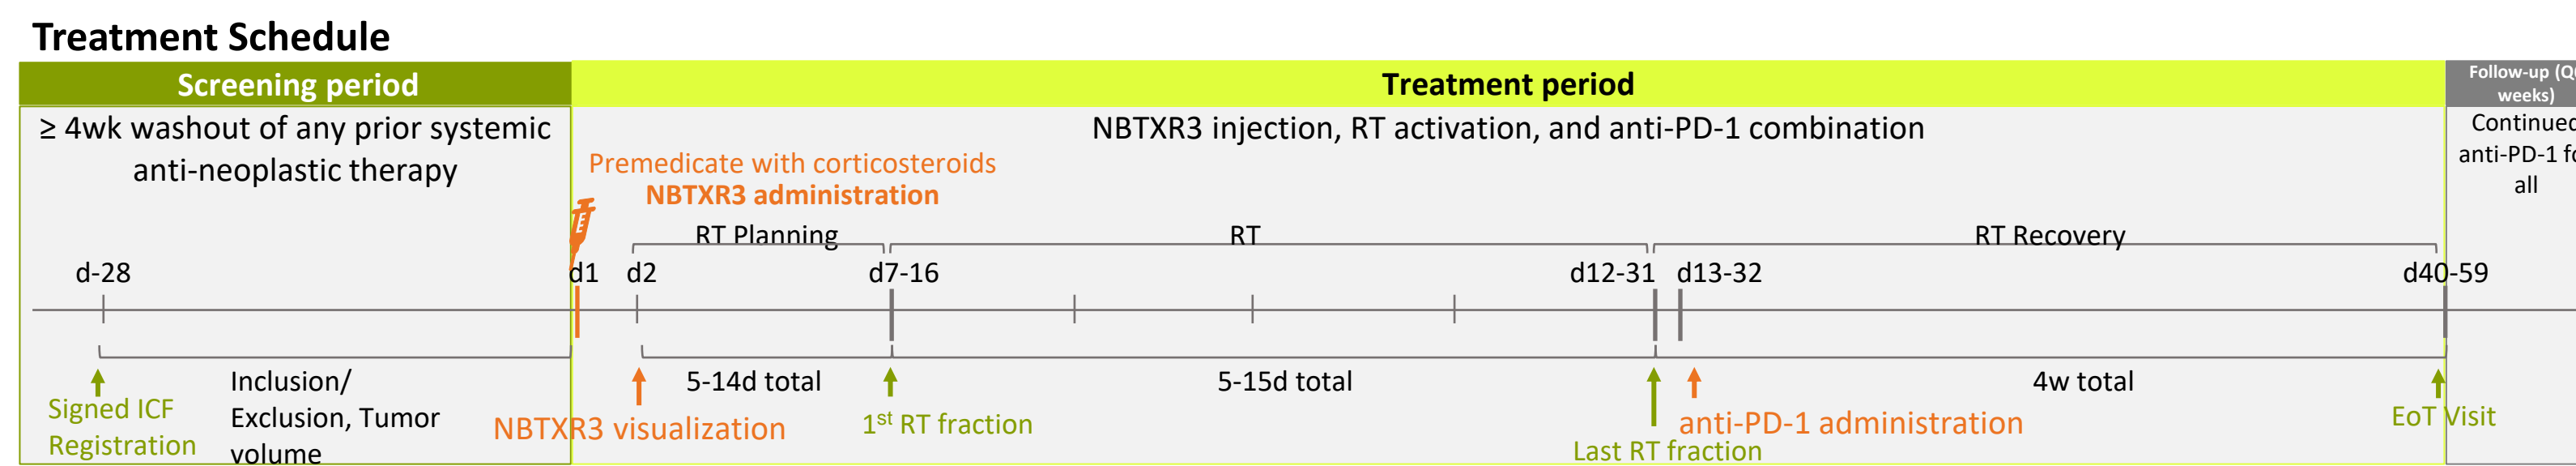 Treatment Schedule
Screening period
Treatment period
Follow-up
weeks)
≥ 4wk washout of any prior systemic
anti-neoplastic therapy
NBTXR3 injection, RT activation, and anti-PD-1 combination
Continued
anti-PD-1
all
Premedicate with corticosteroids
NBTXR3 administration
RT Planning
RT
RT Recovery
d-28
d1
d2
d7-16
d12-31
d13-32
d40-59
5-14d total
5-15d total
4w total
Signed ICF
Registration
Inclusion/
Exclusion, Tumor
volume
NBTXR3 visualization
1st RT fraction
Last RT fraction
anti-PD-1 administration
EoT Visit